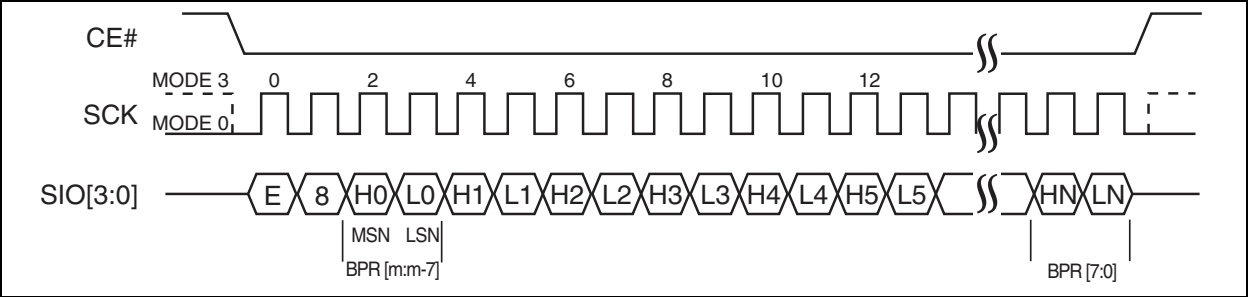 CE#
MODE 3 0 2 4 6 8 10 12
SCK
MODE 0
SIO[3:0] E 8 H0 L0 H1 L1 H2 L2 H3 L3 H4 L4 H5 L5 HN LN
MSN LSN
BPR [m:m-7] BPR [7:0]